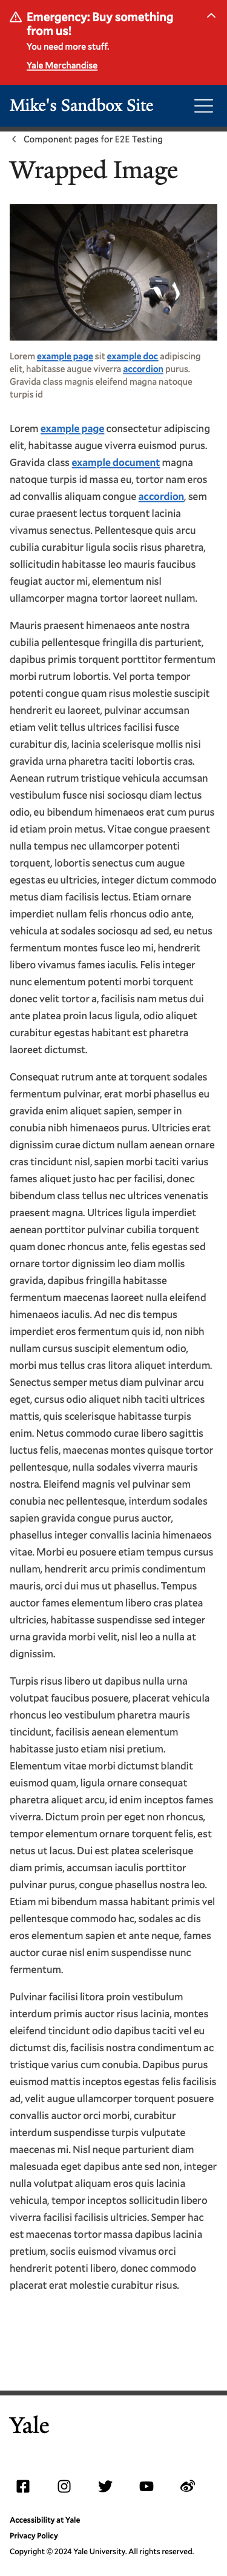 Emergency: Buy something
from us!
You need more stuff.
Yale Merchandise
Mike's Sandbox Site
Component pages for E2E Testing
Wrapped Image
Lorem example page sit example doc adipiscing
elit, habitasse augue viverra accordion purus.
Gravida class magnis eleifend magna natoque
turpis id
Lorem example page consectetur adipiscing
elit, habitasse augue viverra euismod purus.
Gravida class example document magna
natoque turpis id massa eu, tortor nam eros
ad convallis aliquam congue accordion, sem
curae praesent lectus torquent lacinia
vivamus senectus. Pellentesque quis arcu
cubilia curabitur ligula sociis risus pharetra,
sollicitudin habitasse leo mauris faucibus
feugiat auctor mi, elementum nisl
ullamcorper magna tortor laoreet nullam.
Mauris praesent himenaeos ante nostra
cubilia pellentesque fringilla dis parturient,
dapibus primis torquent porttitor fermentum
morbi rutrum lobortis. Vel porta tempor
potenti congue quam risus molestie suscipit
hendrerit eu laoreet, pulvinar accumsan
etiam velit tellus ultrices facilisi fusce
curabitur dis, lacinia scelerisque mollis nisi
gravida urna pharetra taciti lobortis cras.
Aenean rutrum tristique vehicula accumsan
vestibulum fusce nisi sociosqu diam lectus
odio, eu bibendum himenaeos erat cum purus
id etiam proin metus. Vitae congue praesent
nulla tempus nec ullamcorper potenti
torquent, lobortis senectus cum augue
egestas eu ultricies, integer dictum commodo
metus diam facilisis lectus. Etiam ornare
imperdiet nullam felis rhoncus odio ante,
vehicula at sodales sociosqu ad sed, eu netus
fermentum montes fusce leo mi, hendrerit
libero vivamus fames iaculis. Felis integer
nunc elementum potenti morbi torquent
donec velit tortor a, facilisis nam metus dui
ante platea proin lacus ligula, odio aliquet
curabitur egestas habitant est pharetra
laoreet dictumst.
Consequat rutrum ante at torquent sodales
fermentum pulvinar, erat morbi phasellus eu
gravida enim aliquet sapien, semper in
conubia nibh himenaeos purus. Ultricies erat
dignissim curae dictum nullam aenean ornare
cras tincidunt nisl, sapien morbi taciti varius
fames aliquet justo hac per facilisi, donec
bibendum class tellus nec ultrices venenatis
praesent magna. Ultrices ligula imperdiet
aenean porttitor pulvinar cubilia torquent
quam donec rhoncus ante, felis egestas sed
ornare tortor dignissim leo diam mollis
gravida, dapibus fringilla habitasse
fermentum maecenas laoreet nulla eleifend
himenaeos iaculis. Ad nec dis tempus
imperdiet eros fermentum quis id, non nibh
nullam cursus suscipit elementum odio,
morbi mus tellus cras litora aliquet interdum.
Senectus semper metus diam pulvinar arcu
eget, cursus odio aliquet nibh taciti ultrices
mattis, quis scelerisque habitasse turpis
enim. Netus commodo curae libero sagittis
luctus felis, maecenas montes quisque tortor
pellentesque, nulla sodales viverra mauris
nostra. Eleifend magnis vel pulvinar sem
conubia nec pellentesque, interdum sodales
sapien gravida congue purus auctor,
phasellus integer convallis lacinia himenaeos
vitae. Morbi eu posuere etiam tempus cursus
nullam, hendrerit arcu primis condimentum
mauris, orci dui mus ut phasellus. Tempus
auctor fames elementum libero cras platea
ultricies, habitasse suspendisse sed integer
urna gravida morbi velit, nisl leo a nulla at
dignissim.
Turpis risus libero ut dapibus nulla urna
volutpat faucibus posuere, placerat vehicula
rhoncus leo vestibulum pharetra mauris
tincidunt, facilisis aenean elementum
habitasse justo etiam nisi pretium.
Elementum vitae morbi dictumst blandit
euismod quam, ligula ornare consequat
pharetra aliquet arcu, id enim inceptos fames
viverra. Dictum proin per eget non rhoncus,
tempor elementum ornare torquent felis, est
netus ut lacus. Dui est platea scelerisque
diam primis, accumsan iaculis porttitor
pulvinar purus, congue phasellus nostra leo.
Etiam mi bibendum massa habitant primis vel
pellentesque commodo hac, sodales ac dis
eros elementum sapien et ante neque, fames
auctor curae nisl enim suspendisse nunc
fermentum.
Pulvinar facilisi litora proin vestibulum
interdum primis auctor risus lacinia, montes
eleifend tincidunt odio dapibus taciti vel eu
dictumst dis, facilisis nostra condimentum ac
tristique varius cum conubia. Dapibus purus
euismod mattis inceptos egestas felis facilisis
ad, velit augue ullamcorper torquent posuere
convallis auctor orci morbi, curabitur
interdum suspendisse turpis vulputate
maecenas mi. Nisl neque parturient diam
malesuada eget dapibus ante sed non, integer
nulla volutpat aliquam eros quis lacinia
vehicula, tempor inceptos sollicitudin libero
viverra facilisi facilisis ultricies. Semper hac
est maecenas tortor massa dapibus lacinia
pretium, sociis euismod vivamus orci
hendrerit potenti libero, donec commodo
placerat erat molestie curabitur risus.
Yale
Accessibility at Yale
Privacy Policy
Copyright © 2024 Yale University. All rights reserved.